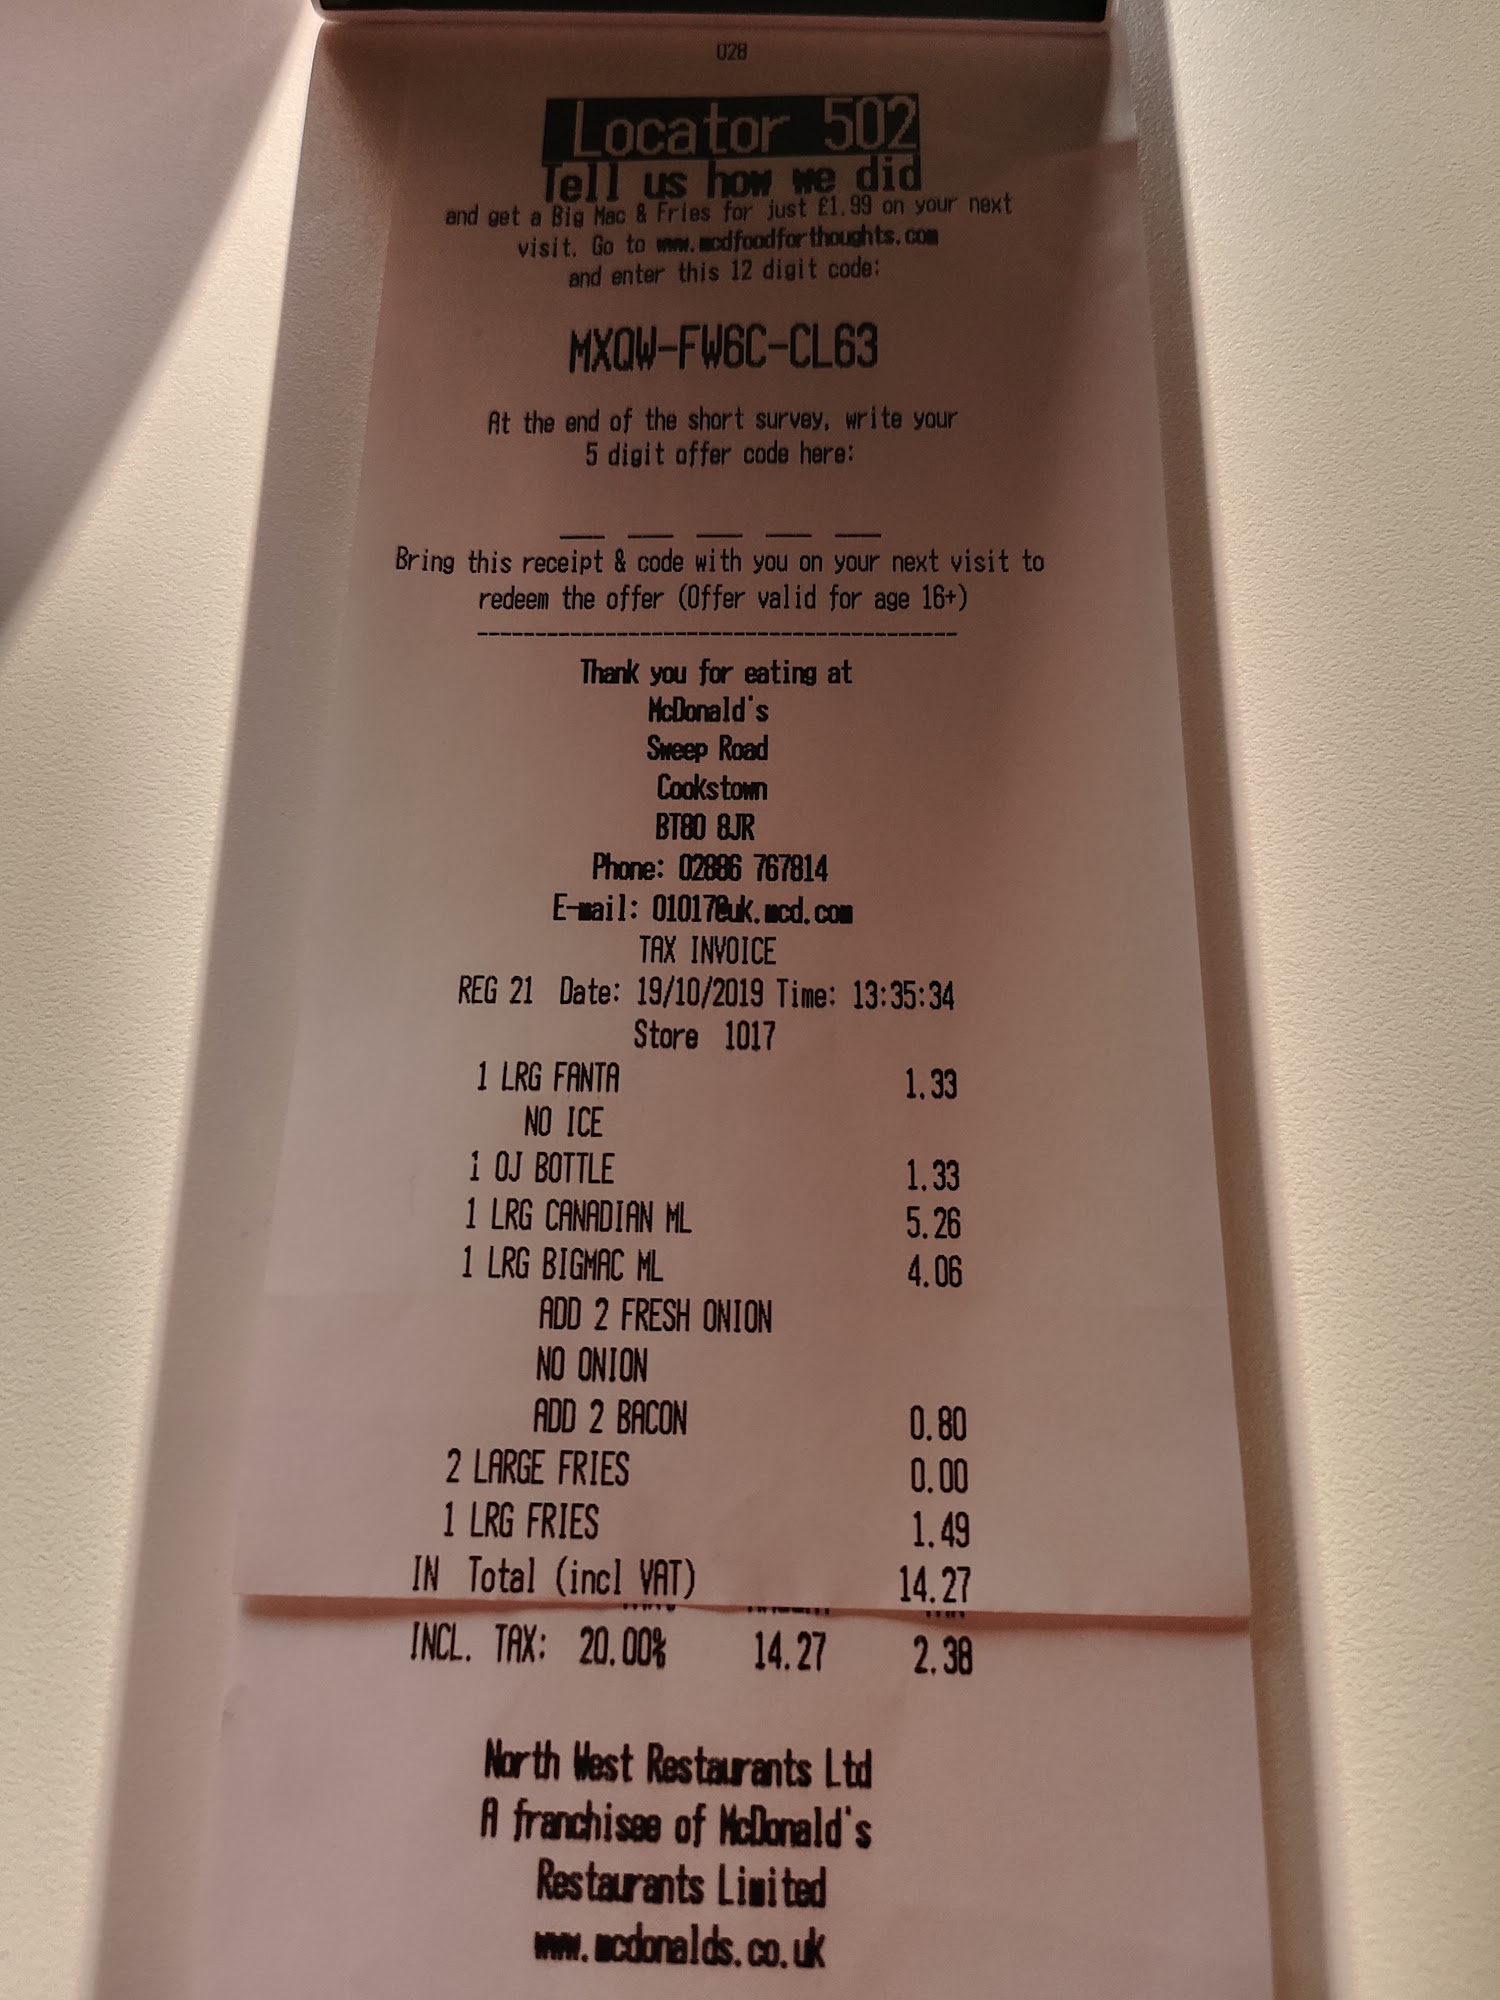 028
Locator 502
Tell us how we did
and get a Big Mac & Fries for just £1.99 on your next
visit. Go to www.mcdfoodforthoughts.com
and enter this 12 digit code:
MXQW-FW6C-CL63
At the end of the short survey, write your
5 digit offer code here:
Bring this receipt & code with you on your next visit to
redeem the offer (Offer valid for age 16+)
----------------------------------------
Thank you for eating at
McDonald's
Sweep Road
Cookstown
BT80 8JR
Phone: 02886 767814
E-mail: 01017@uk.mcd.com
TAX INVOICE
REG 21 Date: 19/10/2019 Time: 13:35:34
Store 1017
1 LRG FANTA 1.33
NO ICE
1 OJ BOTTLE 1.33
1 LRG CANADIAN ML 5.26
1 LRG BIGMAC ML 4.06
ADD 2 FRESH ONION
NO ONION
ADD 2 BACON 0.80
2 LARGE FRIES 0.00
1 LRG FRIES 1.49
IN Total (incl VAT) 14.27
INCL. TAX: 20.00% 14.27 2.38
North West Restaurants Ltd
A franchisee of McDonald's
Restaurants Limited
www.mcdonalds.co.uk